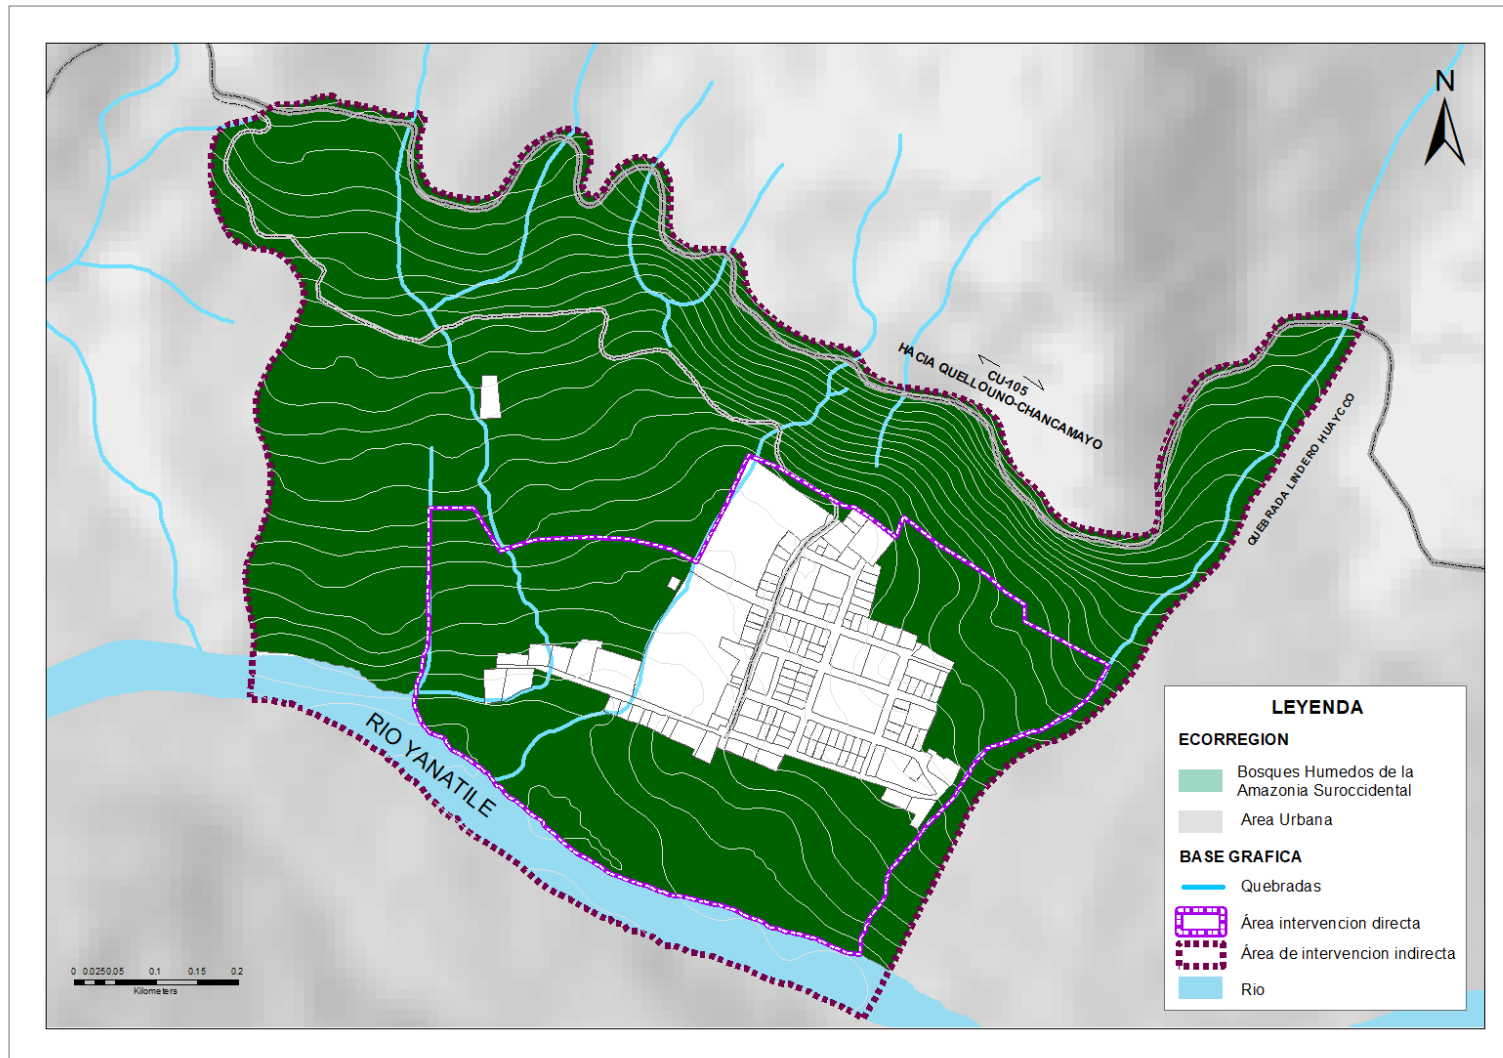 N
HACIA QUELLOUNO-CHANCAMAYO
CU-105
QUEBRADA LINDERO HUAYCCO
RIO YANATILE
LEYENDA
ECORREGION
Bosques Humedos de la
Amazonia Suroccidental
Area Urbana
BASE GRAFICA
Quebradas
Área intervencion directa
Área de intervencion indirecta
Rio
0 0.0250.05 0.1 0.15 0.2
Kilometers